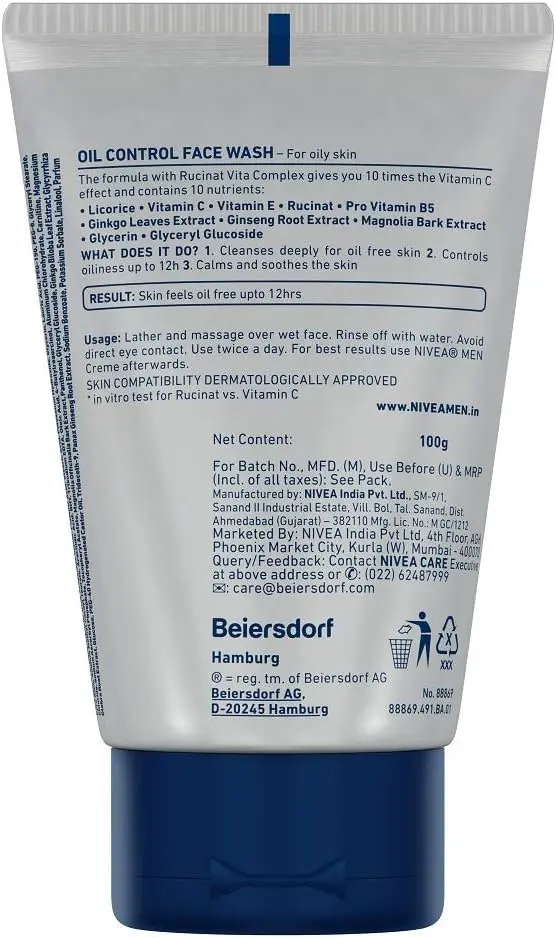 OIL CONTROL FACE WASH – For oily skin
The formula with Rucinat Vita Complex gives you 10 times the Vitamin C
effect and contains 10 nutrients:
• Licorice • Vitamin C • Vitamin E • Rucinat • Pro Vitamin B5
• Ginkgo Leaves Extract • Ginseng Root Extract • Magnolia Bark Extract
• Glycerin • Glyceryl Glucoside
WHAT DOES IT DO? 1. Cleanses deeply for oil free skin 2. Controls
oiliness up to 12h 3. Calms and soothes the skin
RESULT: Skin feels oil free upto 12hrs
Usage: Lather and massage over wet face. Rinse off with water. Avoid
direct eye contact. Use twice a day. For best results use NIVEA® MEN
Creme afterwards.
SKIN COMPATIBILITY DERMATOLOGICALLY APPROVED
*in vitro test for Rucinat vs. Vitamin C
www.NIVEAMEN.in
Net Content: 100g
For Batch No., MFD. (M), Use Before (U) & MRP
(Incl. of all taxes): See Pack.
Manufactured by: NIVEA India Pvt. Ltd., SM-9/1,
Sanand II Industrial Estate, Vill. Bol, Tal. Sanand, Dist.
Ahmedabad (Gujarat) – 382110 Mfg. Lic. No.: M GC/1212
Marketed By: NIVEA India Pvt Ltd, 4th Floor,
Phoenix Market City, Kurla (W), Mumbai -
Query/Feedback: Contact NIVEA CARE Executive
at above address or ✆: (022) 62487999
✉: care@beiersdorf.com
Beiersdorf
Hamburg
® = reg. tm. of Beiersdorf AG
Beiersdorf AG,
D-20245 Hamburg
XXX
No. 88869
88869.491.BA.01